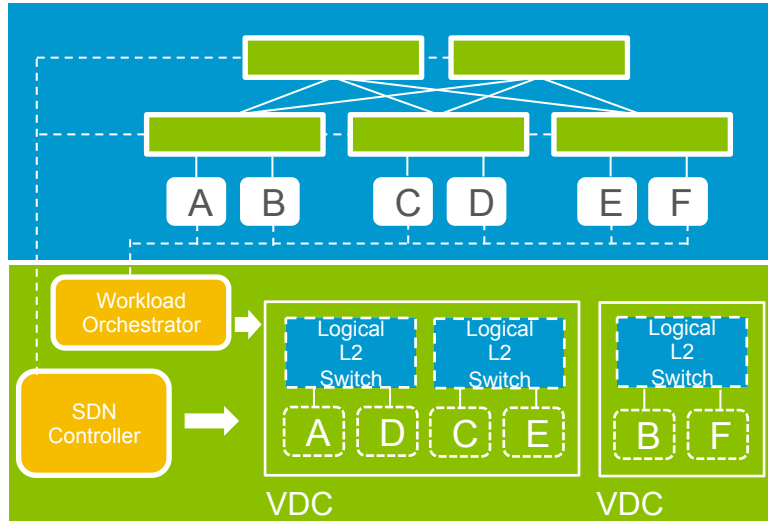 A B C D E F
Workload
Orchestrator
Logical
L2
Switch
Logical
L2
Switch
Logical
L2
Switch
SDN
Controller
A D C E B F
VDC
VDC